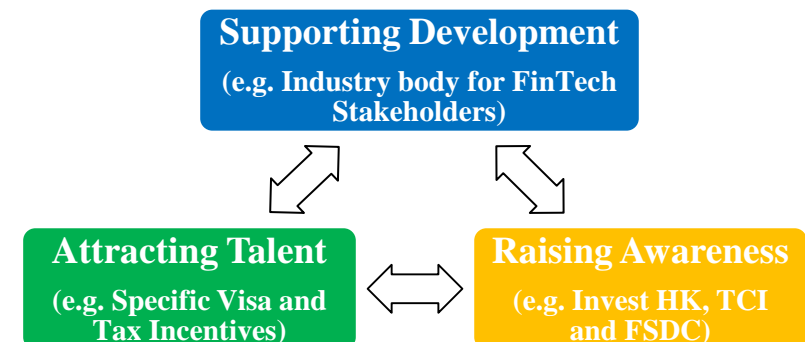 Supporting Development
(e.g. Industry body for FinTech
Stakeholders)
Attracting Talent
(e.g. Specific Visa and
Tax Incentives)
Raising Awareness
(e.g. Invest HK, TCI
and FSDC)